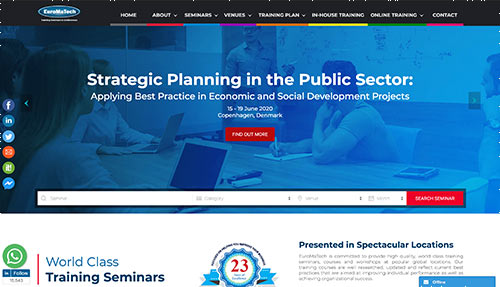 EuroMaTech
HOME
ABOUT
SEMINARS
VENUES
TRAINING PLAN
IN-HOUSE TRAINING
ONLINE TRAINING
CONTACT
Strategic Planning in the Public Sector:
Applying Best Practice in Economic and Social Development Projects
15 - 19 June 2020
Copenhagen, Denmark
FIND OUT MORE
Seminar
Category
Venue
Month
SEARCH SEMINAR
World Class
Training Seminars
23
Presented in Spectacular Locations
EuroMaTech is committed to provide high quality, world class training
seminars, courses and workshops at popular global locations. Our
training courses are well researched, updated and reflect current best
practices that are aimed at improving individual performance as well as
achieving organisational success.
in Follow
Offline